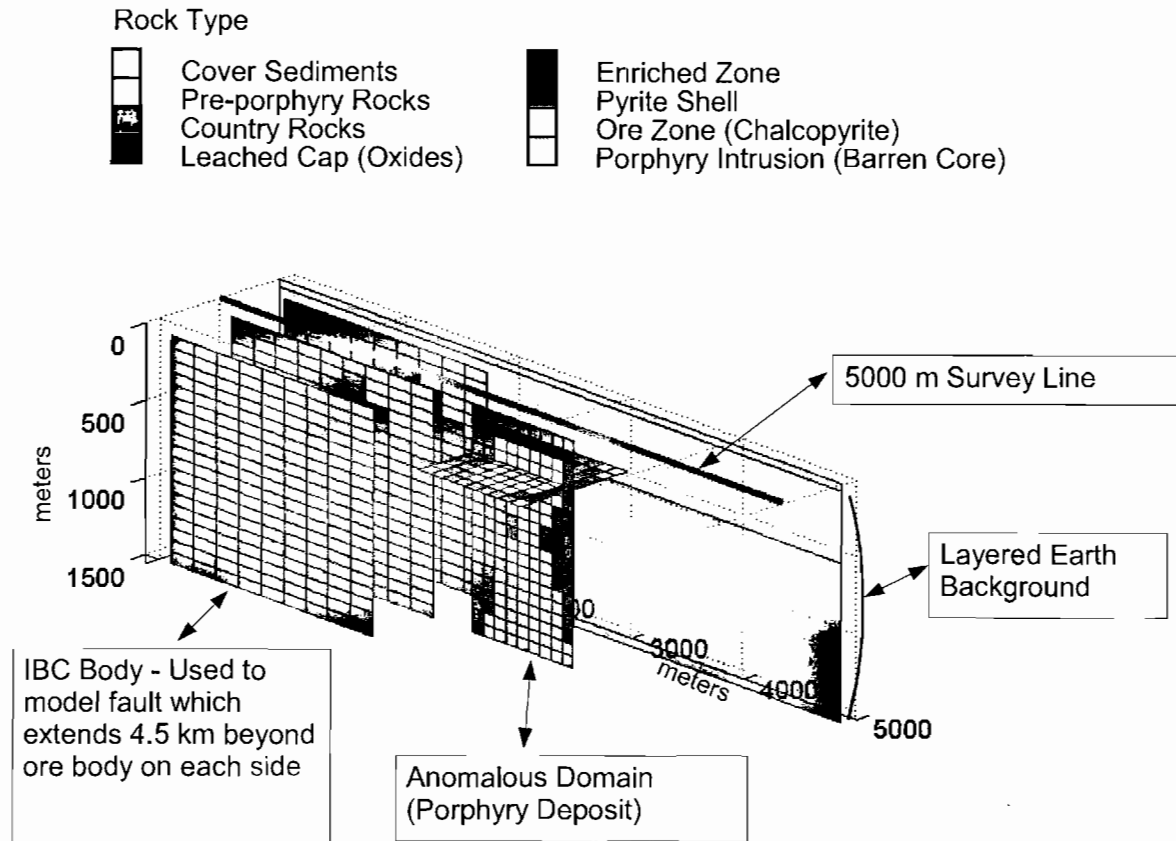 Rock Type
Cover Sediments
Pre-porphyry Rocks
Country Rocks
Leached Cap (Oxides)
Enriched Zone
Pyrite Shell
Ore Zone (Chalcopyrite)
Porphyry Intrusion (Barren Core)
0
500
1000
1500
meters
5000 m Survey Line
Layered Earth
Background
3000
4000
5000
meters
IBC Body - Used to
model fault which
extends 4.5 km beyond
ore body on each side
Anomalous Domain
(Porphyry Deposit)